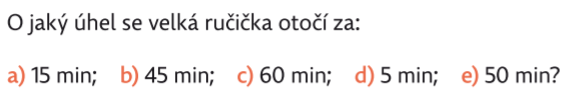 O jaký úhel se velká ručička otočí za:
a) 15 min; b) 45 min; c) 60 min; d) 5 min; e) 50 min?